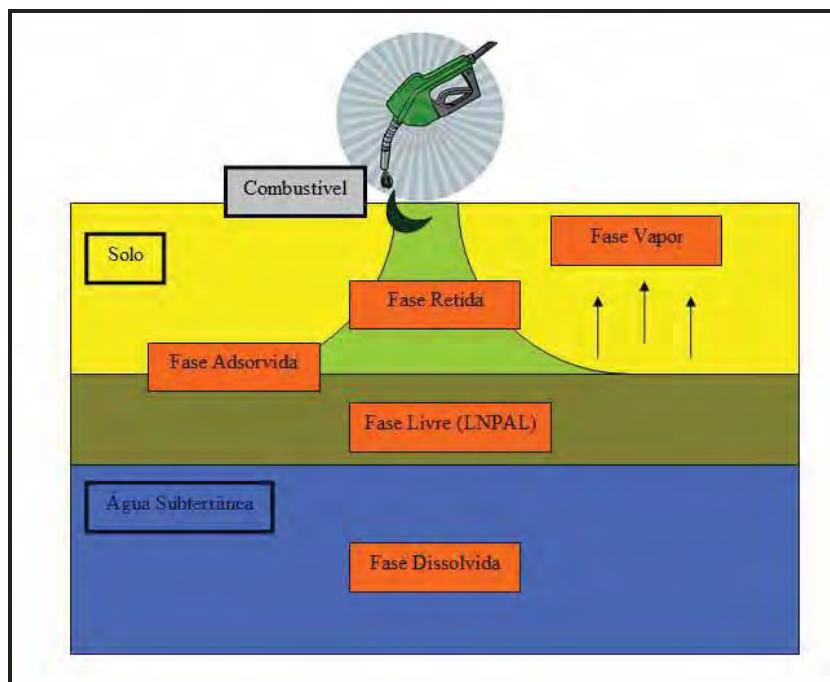 Combustível
Solo
Fase Vapor
Fase Retida
Fase Adsorvida
Fase Livre (LNPAL)
Água Subterrânea
Fase Dissolvida